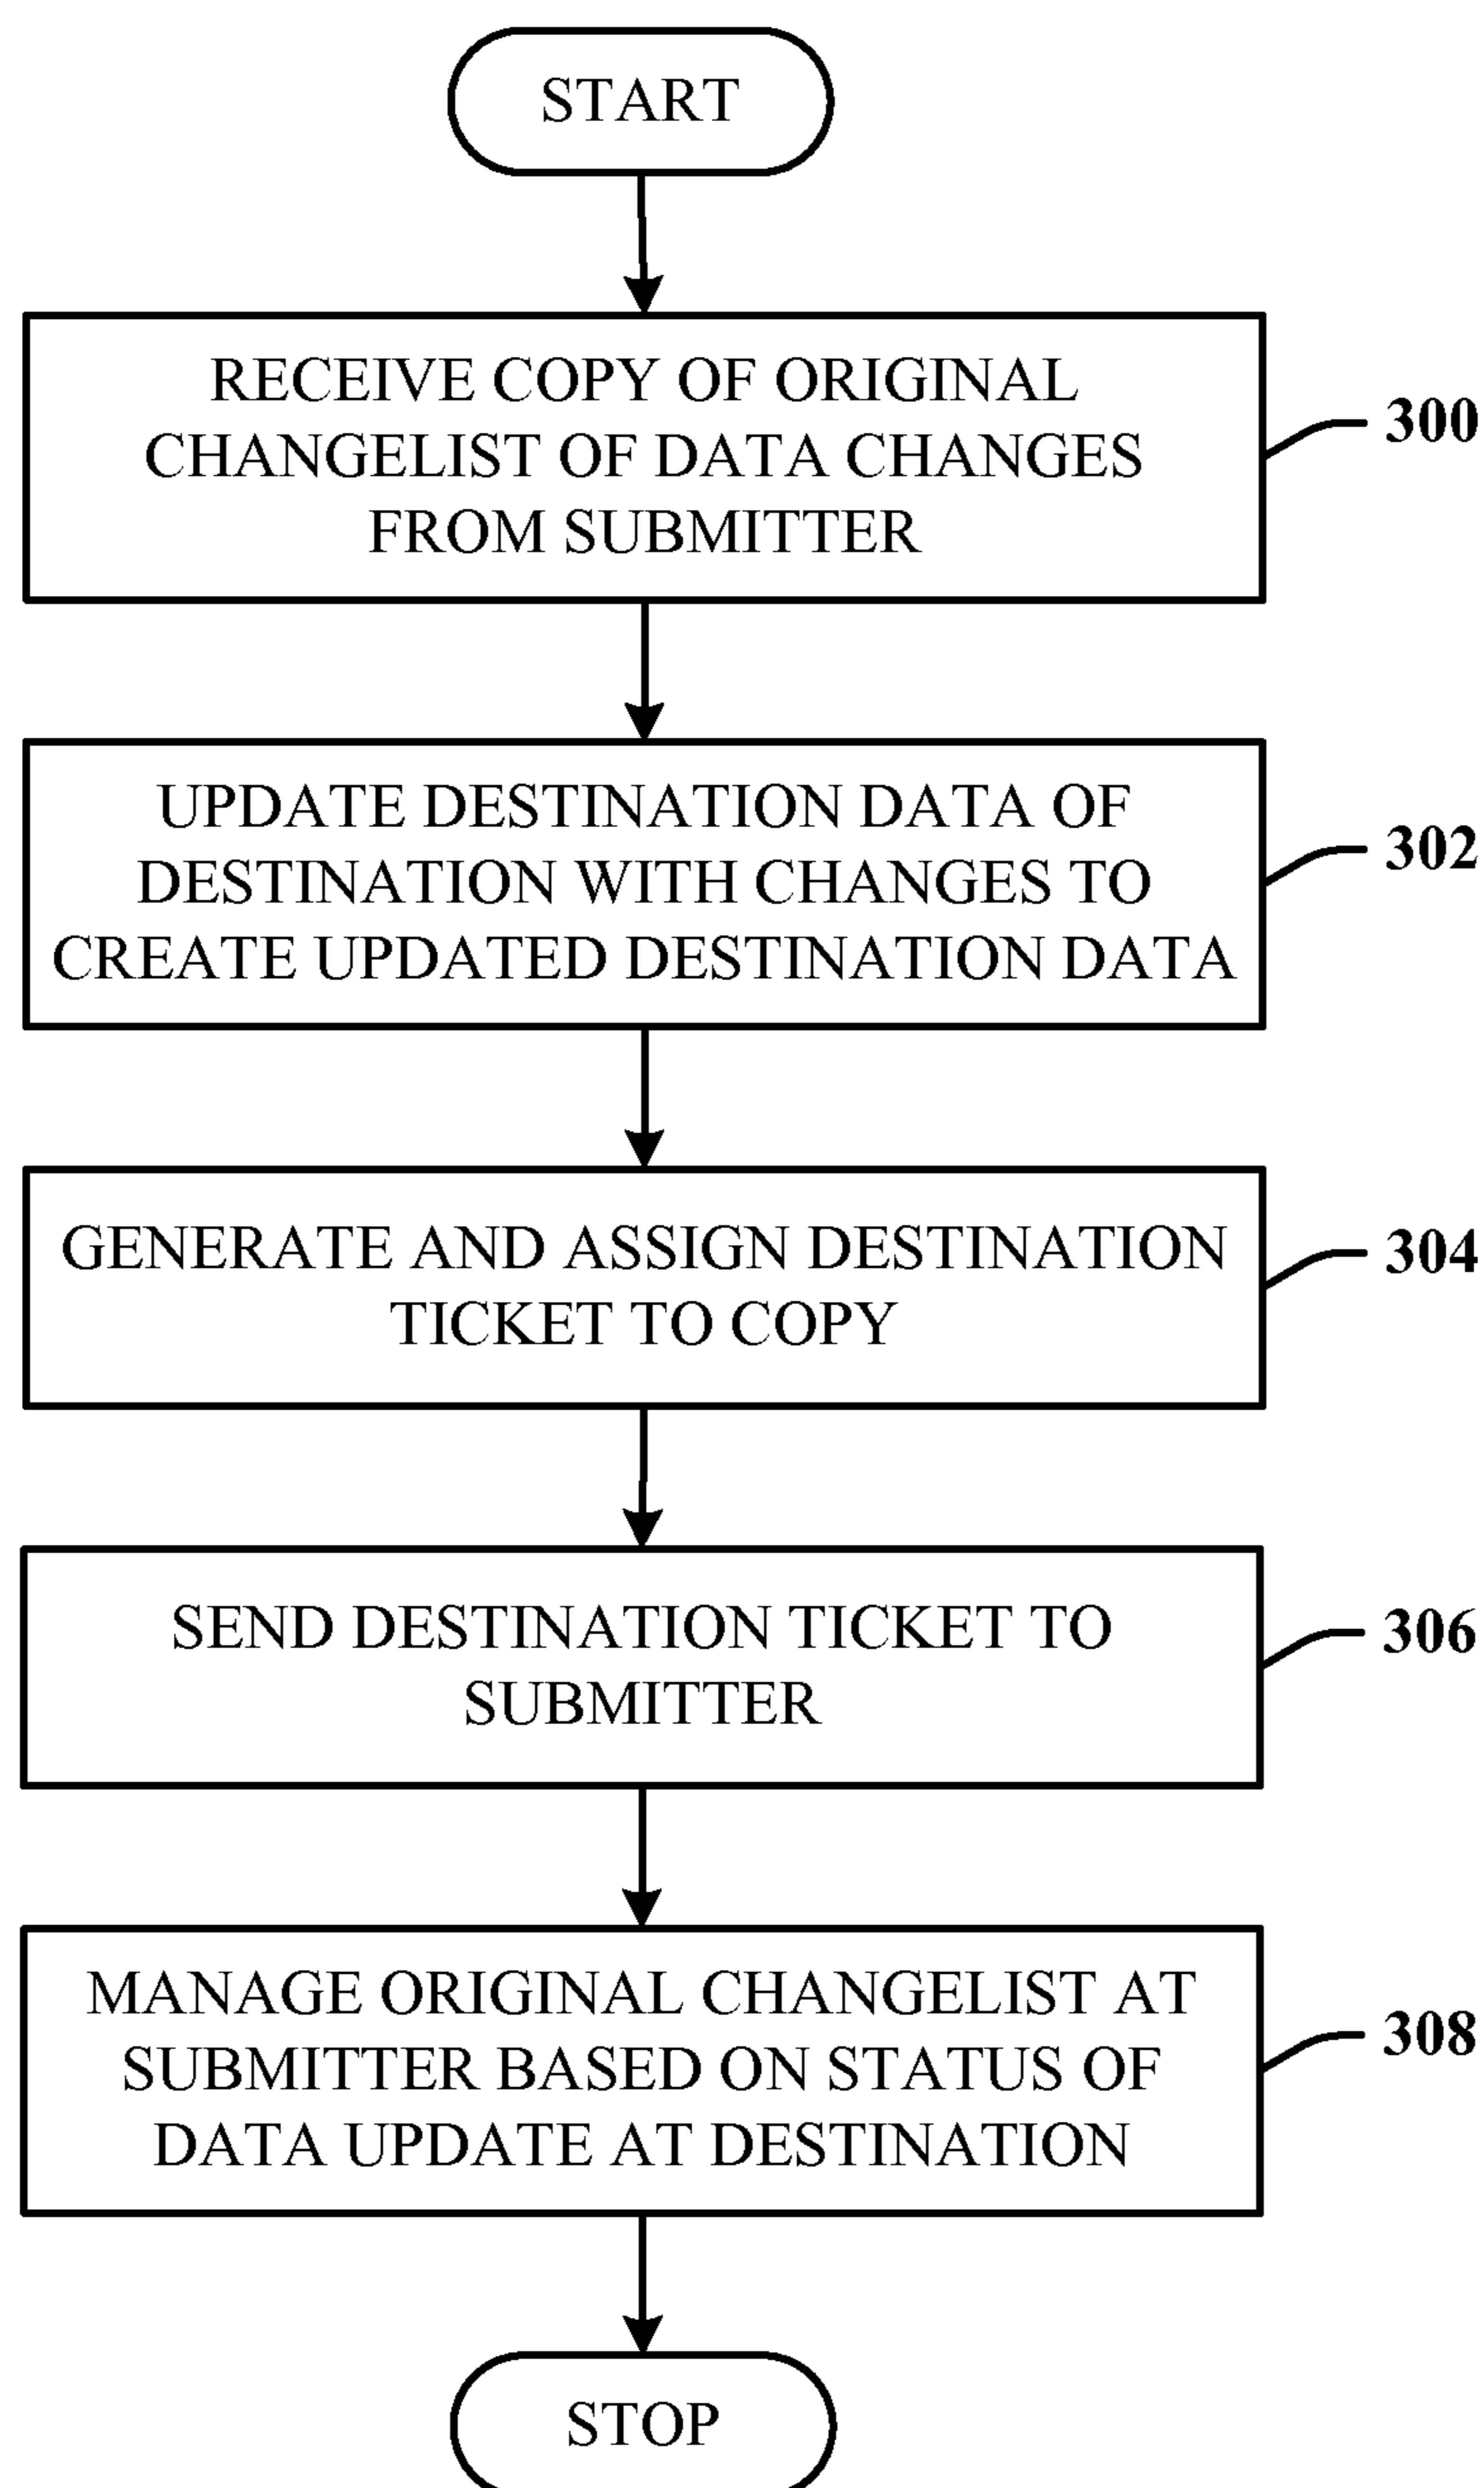 START
RECEIVE COPY OF ORIGINAL
CHANGELIST OF DATA CHANGES
FROM SUBMITTER
300
UPDATE DESTINATION DATA OF
DESTINATION WITH CHANGES TO
CREATE UPDATED DESTINATION DATA
302
GENERATE AND ASSIGN DESTINATION
TICKET TO COPY
304
SEND DESTINATION TICKET TO
SUBMITTER
306
MANAGE ORIGINAL CHANGELIST AT
SUBMITTER BASED ON STATUS OF
DATA UPDATE AT DESTINATION
308
STOP